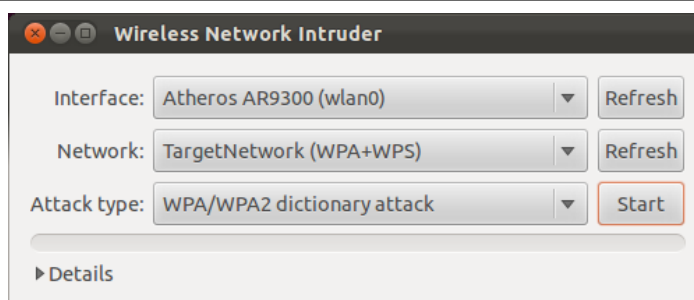 Wireless Network Intruder
Interface: Atheros AR9300 (wlan0) Refresh
Network: TargetNetwork (WPA+WPS) Refresh
Attack type: WPA/WPA2 dictionary attack Start
Details